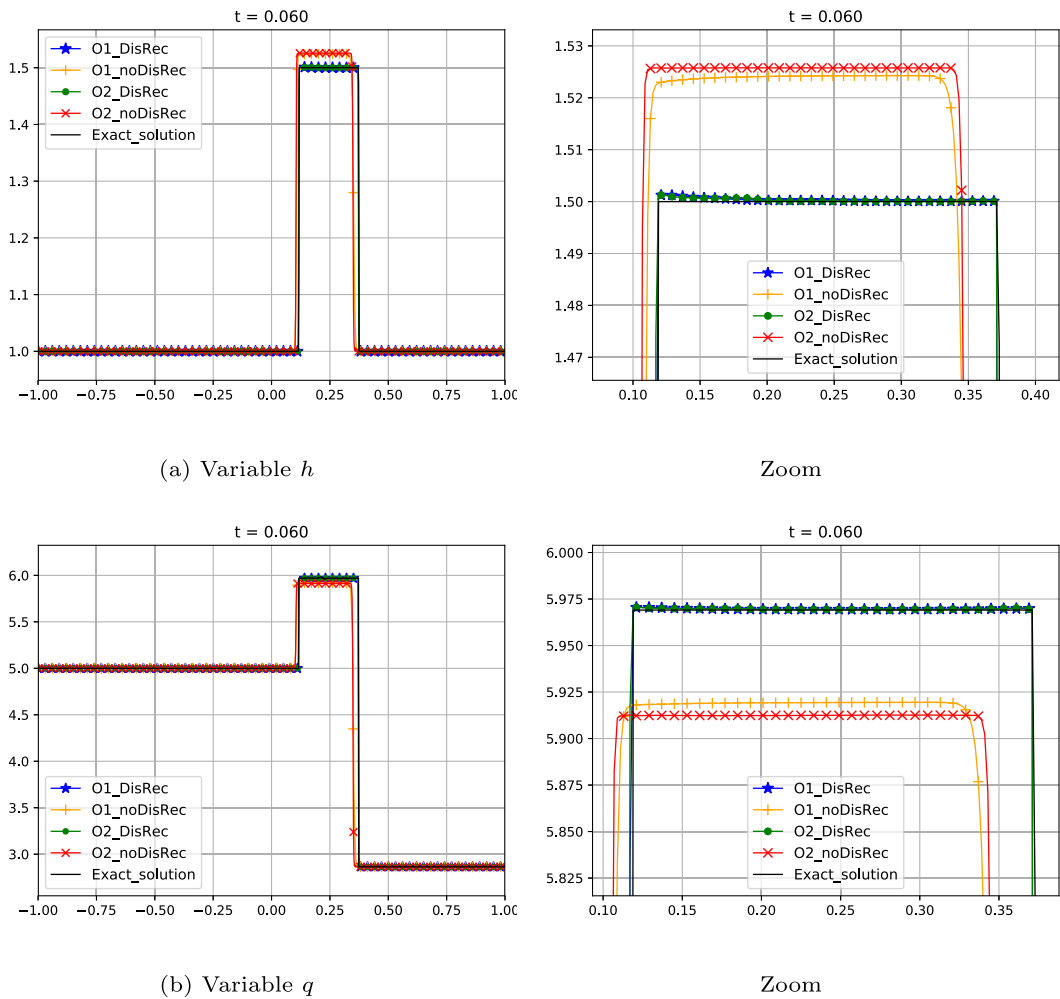 t = 0.060
O1_DisRec
O1_noDisRec
O2_DisRec
O2_noDisRec
Exact_solution
1.5
1.4
1.3
1.2
1.1
1.0
−1.00 −0.75 −0.50 −0.25 0.00 0.25 0.50 0.75 1.00
t = 0.060
1.53
1.52
1.51
1.50
1.49
1.48
1.47
O1_DisRec
O1_noDisRec
O2_DisRec
O2_noDisRec
Exact_solution
0.10 0.15 0.20 0.25 0.30 0.35 0.40
(a) Variable h
Zoom
t = 0.060
6.0
5.5
5.0
4.5
4.0
3.5
3.0
O1_DisRec
O1_noDisRec
O2_DisRec
O2_noDisRec
Exact_solution
−1.00 −0.75 −0.50 −0.25 0.00 0.25 0.50 0.75 1.00
t = 0.060
6.000
5.975
5.950
5.925
5.900
5.875
5.850
5.825
O1_DisRec
O1_noDisRec
O2_DisRec
O2_noDisRec
Exact_solution
0.10 0.15 0.20 0.25 0.30 0.35
(b) Variable q
Zoom